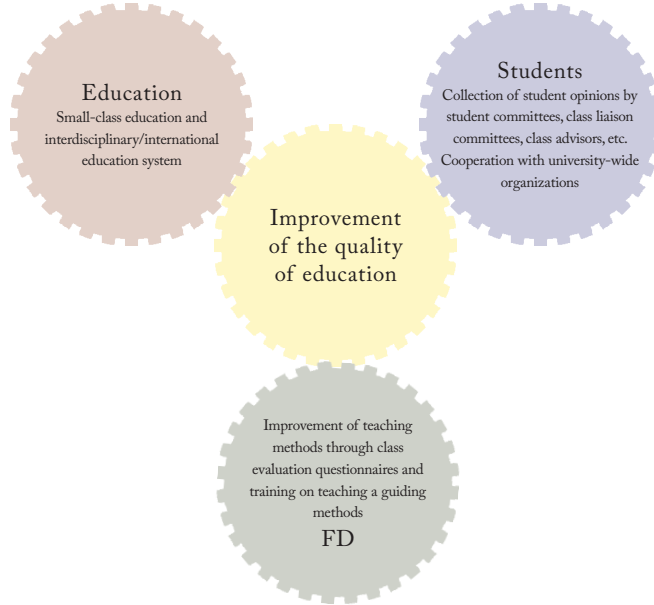 Education
Small-class education and
interdisciplinary/international
education system
Students
Collection of student opinions by
student committees, class liaison
committees, class advisors, etc.
Cooperation with university-wide
organizations
Improvement
of the quality
of education
Improvement of teaching
methods through class
evaluation questionnaires and
training on teaching a guiding
methods
FD